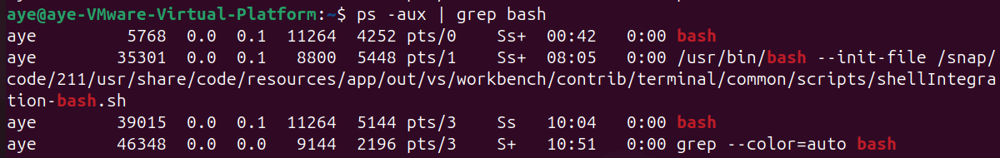 aye@aye-VMware-Virtual-Platform:~$ ps -aux | grep bash
aye         5768  0.0  0.1  11264  4252 pts/0    Ss+  00:42   0:00 bash
aye        35301  0.0  0.1   8800  5448 pts/1    Ss+  08:05   0:00 /usr/bin/bash --init-file /snap/
code/211/usr/share/code/resources/app/out/vs/workbench/contrib/terminal/common/scripts/shellIntegra
tion-bash.sh
aye        39015  0.0  0.1  11264  5144 pts/3    Ss   10:04   0:00 bash
aye        46348  0.0  0.0   9144  2196 pts/3    S+   10:51   0:00 grep --color=auto bash